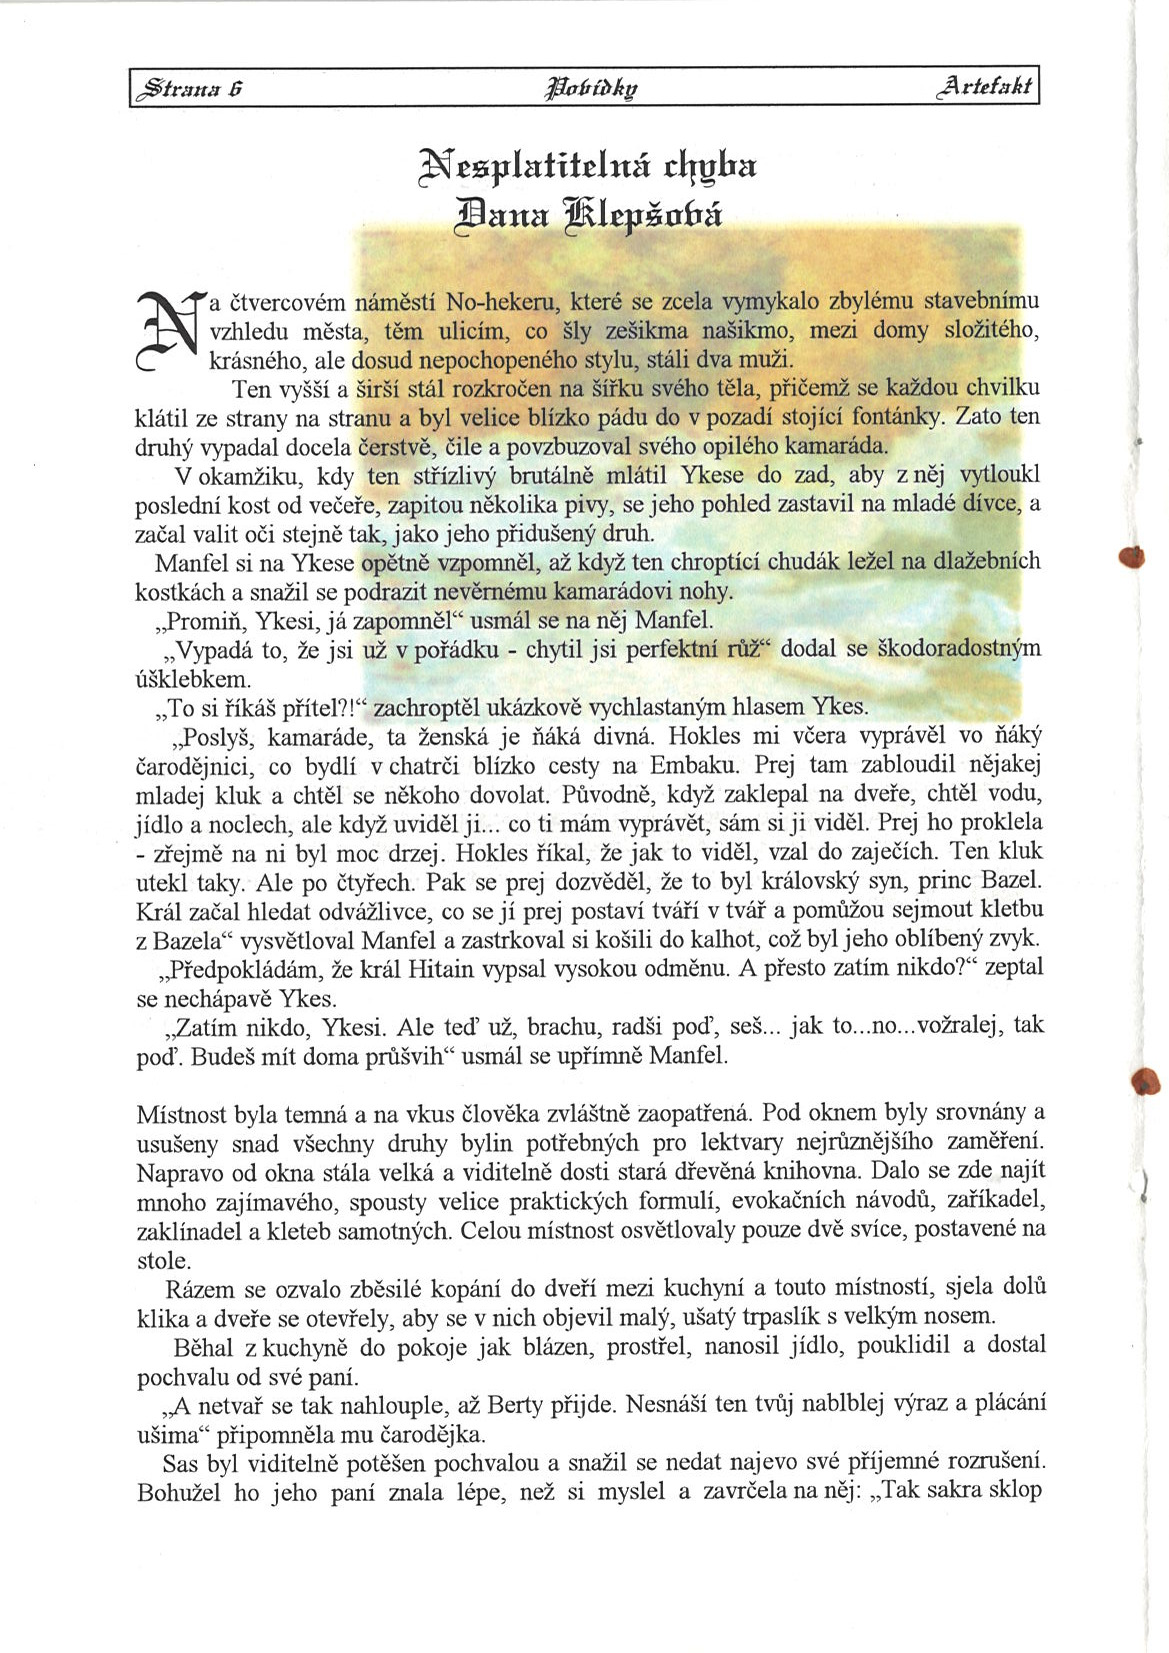 Strana 6 Povídky Artefakt
Nesplatitelná chyba
Dana Klepšová
Na čtvercovém náměstí No-hekeru, které se zcela vymykalo zbylému stavebnímu
vzhledu města, těm ulicím, co šly zešikma našikmo, mezi domy složitého,
krásného, ale dosud nepochopeného stylu, stáli dva muži.
Ten vyšší a širší stál rozkročen na šířku svého těla, přičemž se každou chvilku
klátil ze strany na stranu a byl velice blízko pádu do v pozadí stojící fontánky. Zato ten
druhý vypadal docela čerstvě, čile a povzbuzoval svého opilého kamaráda.
V okamžiku, kdy ten střízlivý brutálně mlátil Ykese do zad, aby z něj vytloukl
poslední kost od večeře, zapitou několika pivy, se jeho pohled zastavil na mladé dívce, a
začal valit oči stejně tak, jako jeho přidušený druh.
Manfel si na Ykese opětně vzpomněl, až když ten chroptící chudák ležel na dlažebních
kostkách a snažil se podrazit nevěrnému kamarádovi nohy.
„Promiň, Ykesi, já zapomněl“ usmál se na něj Manfel.
„Vypadá to, že jsi už v pořádku - chytil jsi perfektní růž“ dodal se škodoradostným
úšklebkem.
„To si říkáš přítel?!“ zachroptěl ukázkově vychlastaným hlasem Ykes.
„Poslyš, kamaráde, ta ženská je ňáká divná. Hokles mi včera vyprávěl vo ňáký
čarodějnici, co bydlí v chatrči blízko cesty na Embaku. Prej tam zabloudil nějakej
mladej kluk a chtěl se někoho dovolat. Původně, když zaklepal na dveře, chtěl vodu,
jídlo a noclech, ale když uviděl ji... co ti mám vyprávět, sám si ji viděl. Prej ho proklela
- zřejmě na ni byl moc drzej. Hokles říkal, že jak to viděl, vzal do zaječích. Ten kluk
utekl taky. Ale po čtyřech. Pak se prej dozvěděl, že to byl královský syn, princ Bazel.
Král začal hledat odvážlivce, co se jí prej postaví tváří v tvář a pomůžou sejmout kletbu
z Bazela“ vysvětloval Manfel a zastrkoval si košili do kalhot, což byl jeho oblíbený zvyk.
„Předpokládám, že král Hitain vypsal vysokou odměnu. A přesto zatím nikdo?“ zeptal
se nechápavě Ykes.
„Zatím nikdo, Ykesi. Ale teď už, brachu, radši poď, seš... jak to...no...vožralej, tak
poď. Budeš mít doma průšvih“ usmál se upřímně Manfel.
Místnost byla temná a na vkus člověka zvláštně zaopatřená. Pod oknem byly srovnány a
usušeny snad všechny druhy bylin potřebných pro lektvary nejrůznějšího zaměření.
Napravo od okna stála velká a viditelně dosti stará dřevěná knihovna. Dalo se zde najít
mnoho zajímavého, spousty velice praktických formulí, evokačních návodů, zaříkadel,
zaklínadel a kleteb samotných. Celou místnost osvětlovaly pouze dvě svíce, postavené na
stole.
Rázem se ozvalo zběsilé kopání do dveří mezi kuchyní a touto místností, sjela dolů
klika a dveře se otevřely, aby se v nich objevil malý, ušatý trpaslík s velkým nosem.
Běhal z kuchyně do pokoje jak blázen, prostřel, nanosil jídlo, pouklidil a dostal
pochvalu od své paní.
„A netvař se tak nahlouple, až Berty přijde. Nesnáší ten tvůj nablblej výraz a plácání
ušima“ připomněla mu čarodějka.
Sas byl viditelně potěšen pochvalou a snažil se nedat najevo své příjemné rozrušení.
Bohužel ho jeho paní znala lépe, než si myslel a zavrčela na něj: „Tak sakra sklop